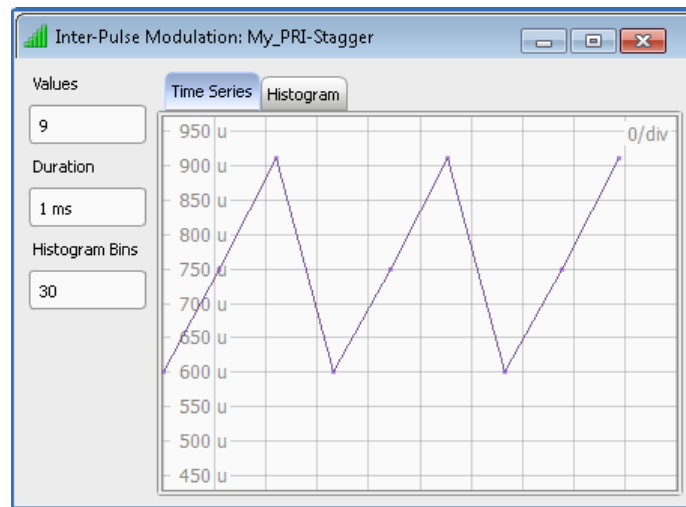 Inter-Pulse Modulation: My_PRI-Stagger
Values
9
Duration
1 ms
Histogram Bins
30
Time Series
Histogram
0/div
950 u
900 u
850 u
800 u
750 u
700 u
650 u
600 u
550 u
500 u
450 u